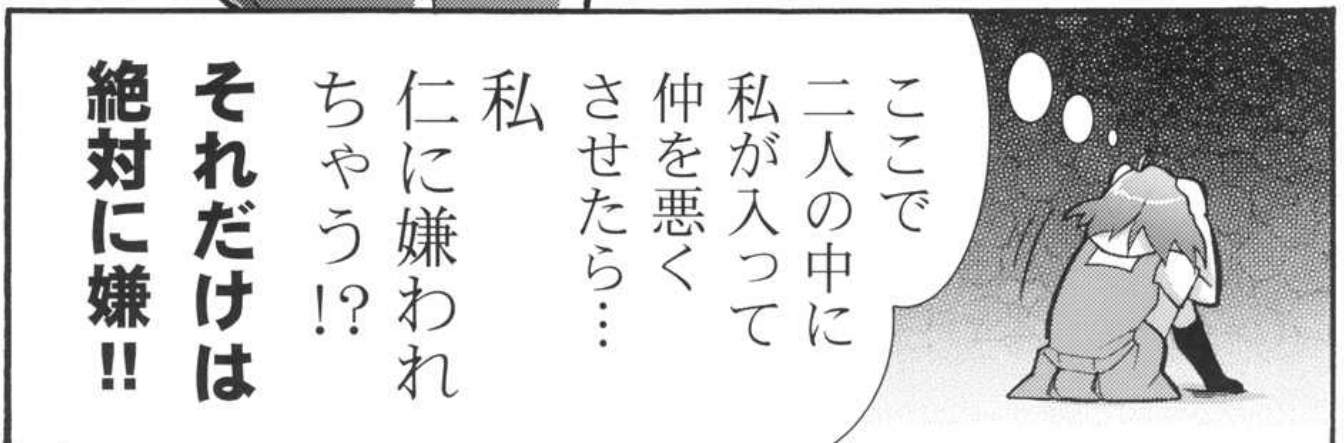 ここで
二人の中に
私が入って
仲を悪く
させたら…
私
仁に嫌われ
ちゃう!?
それだけは
絶対に嫌!!